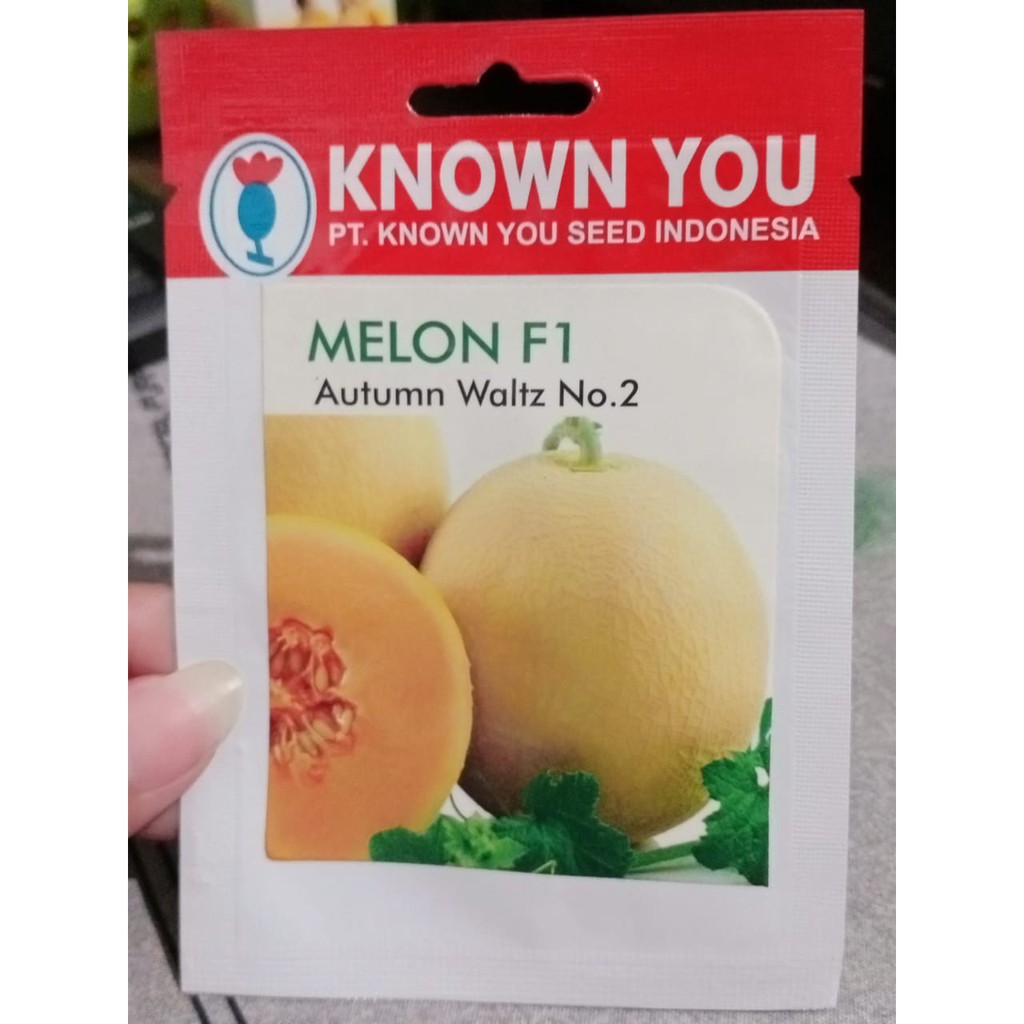 KNOWN YOU
PT. KNOWN YOU SEED INDONESIA
MELON F1
Autumn Waltz No.2